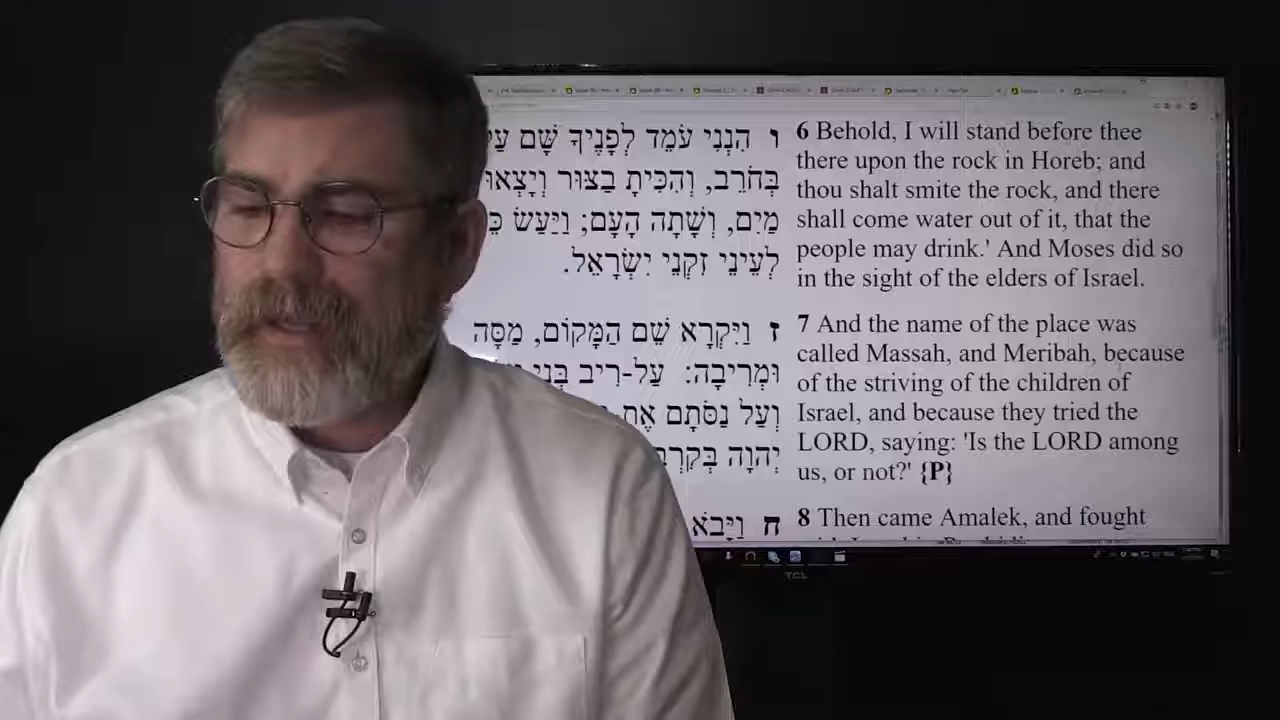 ו הִנְנִי עֹמֵד לְפָנֶיךָ שָּׁם
בְּחֹרֵב, וְהִכִּיתָ בַצּוּר וְיָצְאוּ
מַיִם, וְשָׁתָה הָעָם; וַיַּעַשׂ
לְעֵינֵי זִקְנֵי יִשְׂרָאֵל.
6 Behold, I will stand before thee
there upon the rock in Horeb; and
thou shalt smite the rock, and there
shall come water out of it, that the
people may drink.' And Moses did so
in the sight of the elders of Israel.
ז וַיִּקְרָא שֵׁם הַמָּקוֹם, מַסָּה
וּמְרִיבָה: עַל-רִיב בְּנֵי
וְעַל נַסֹּתָם אֶת
יְהוָה
7 And the name of the place was
called Massah, and Meribah, because
of the striving of the children of
Israel, and because they tried the
LORD, saying: 'Is the LORD among
us, or not?' {P}
ח וַיָּבֹא
8 Then came Amalek, and fought
TCL